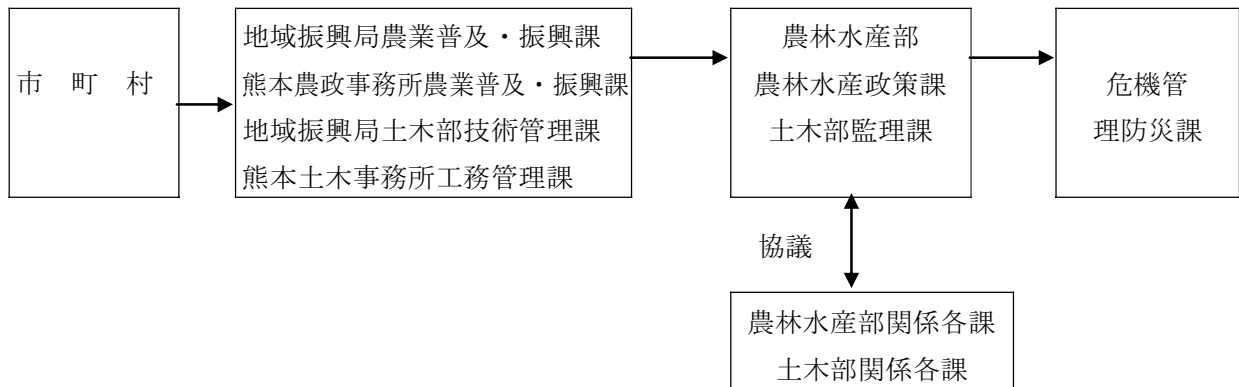 市　町　村
地域振興局農業普及・振興課
熊本農政事務所農業普及・振興課
地域振興局土木部技術管理課
熊本土木事務所工務管理課
農林水産部
農林水産政策課
土木部監理課
危機管
理防災課
協議
農林水産部関係各課
土木部関係各課